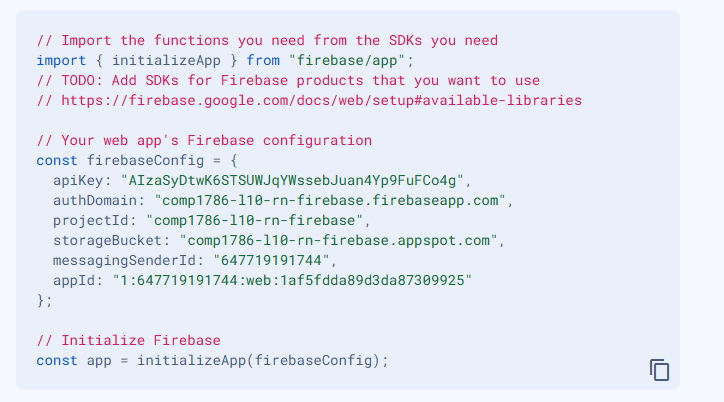 // Import the functions you need from the SDKs you need
import { initializeApp } from "firebase/app";
// TODO: Add SDKs for Firebase products that you want to use
// https://firebase.google.com/docs/web/setup#available-libraries
// Your web app's Firebase configuration
const firebaseConfig = {
apiKey: "AIzaSyDtwK6STSUWJqYWssebJuan4Yp9FuFCo4g",
authDomain: "comp1786-l10-rn-firebase.firebaseapp.com",
projectId: "comp1786-l10-rn-firebase",
storageBucket: "comp1786-l10-rn-firebase.appspot.com",
messagingSenderId: "647719191744",
appId: "1:647719191744:web:1af5fdda89d3da87309925"
};
// Initialize Firebase
const app = initializeApp(firebaseConfig);